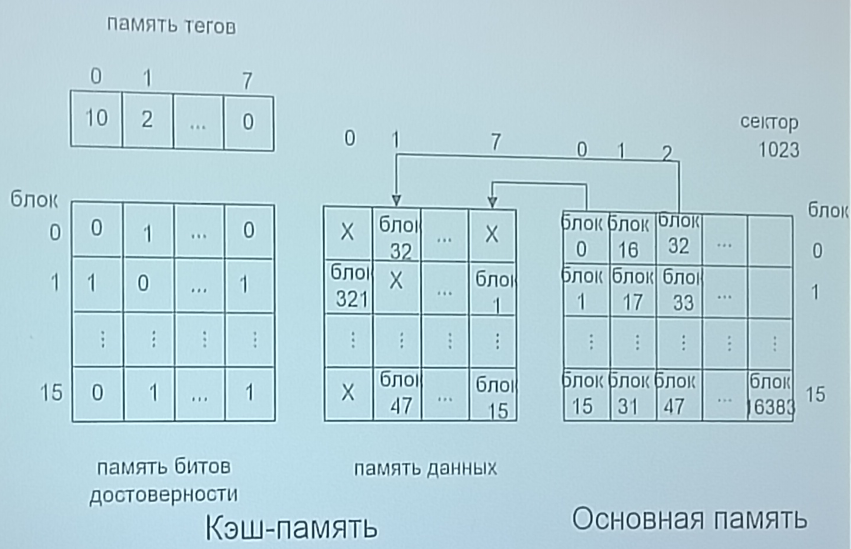 память тегов
0 1 7
10 2 ... 0
сектор
1023
0 1 7 0 1 2
блок
0 1 ... 0
0
1 0 ... 1
1
⋮ ⋮ ⋮ ⋮
0 1 ... 1
15
X блок 32 ... X
блок 321 X ... блок 1
⋮ ⋮ ⋮ ⋮
X блок 47 ... блок 15
блок 0 блок 16 блок 32 ...
блок 1 блок 17 блок 33 ...
⋮ ⋮ ⋮ ⋮ ⋮
блок 15 блок 31 блок 47 ... блок 16383
блок
0
1
15
память битов
достоверности
память данных
Кэш-память
Основная память